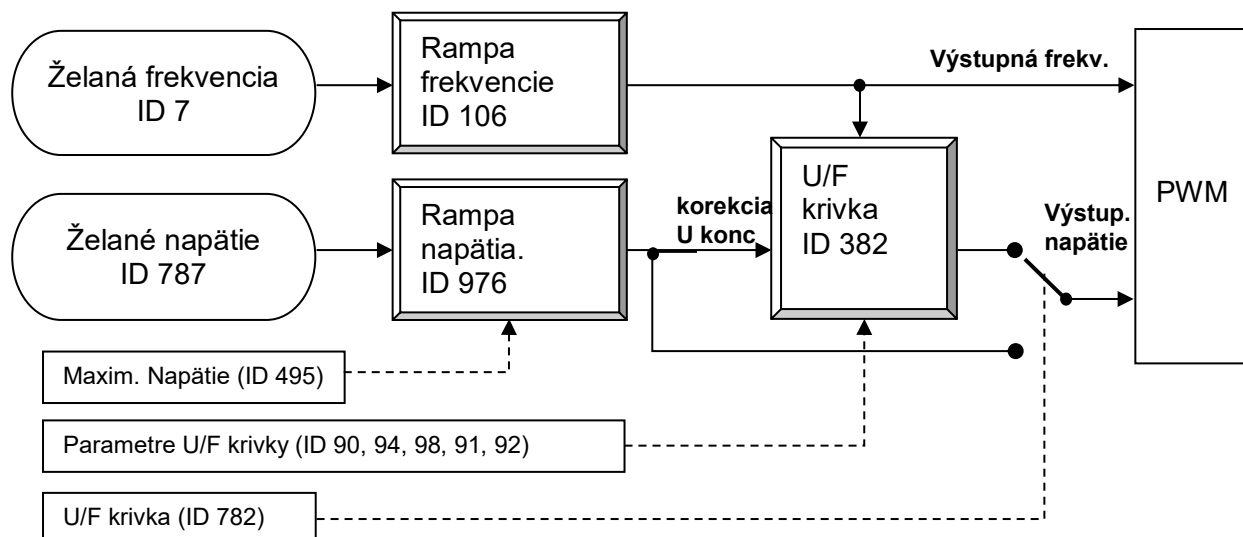 Želaná frekvencia
ID 7
Rampa
frekvencie
ID 106
Výstupná frekv.
PWM
Želané napätie
ID 787
Rampa
napätia.
ID 976
korekcia
U konc
U/F
krivka
ID 382
Výstup.
napätie
Maxim. Napätie (ID 495)
Parametre U/F krivky (ID 90, 94, 98, 91, 92)
U/F krivka (ID 782)